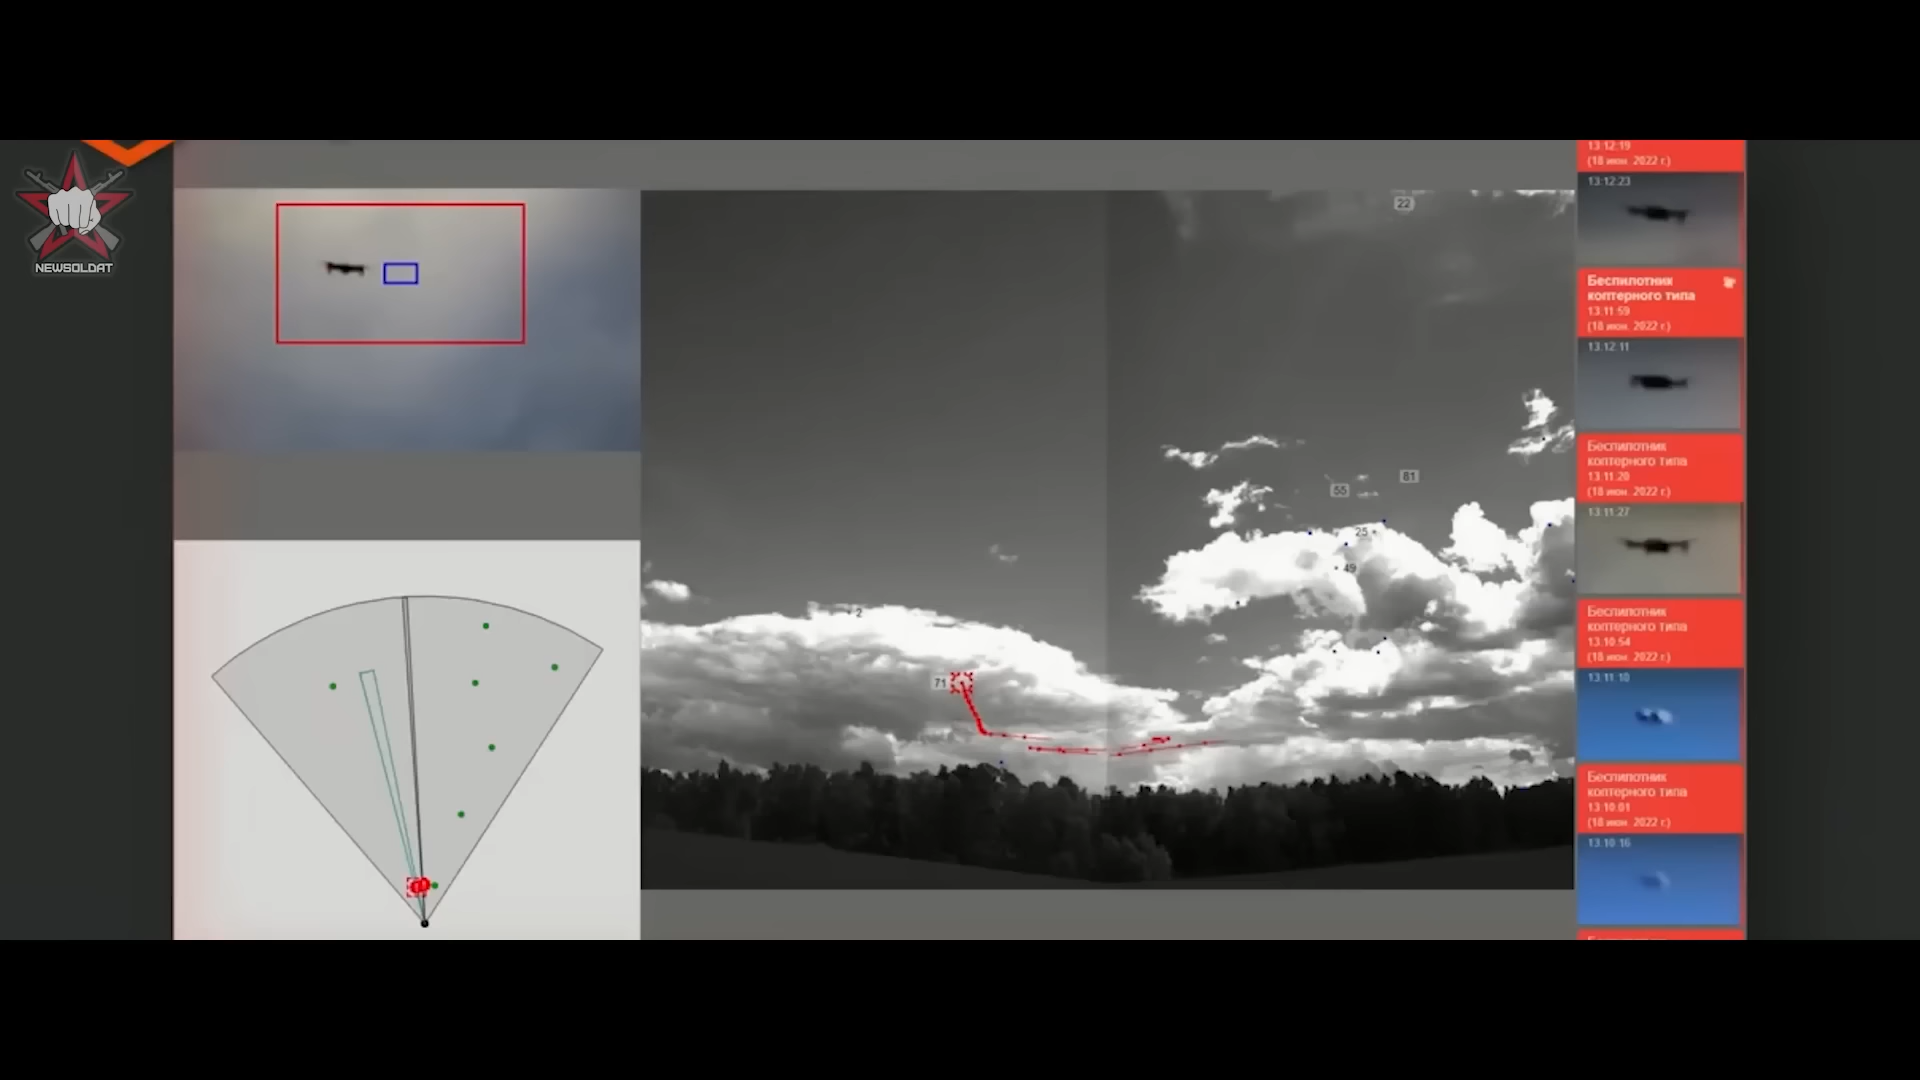 NEWSOLDAT
22
81
55
25
49
2
71
13:12:19
(18 июн. 2022 г.)
13:12:23
Беспилотник
коптерного типа
13:11:59
(18 июн. 2022 г.)
13:12:11
Беспилотник
коптерного типа
13:11:20
(18 июн. 2022 г.)
13:11:27
Беспилотник
коптерного типа
13:10:54
(18 июн. 2022 г.)
13:11:10
Беспилотник
коптерного типа
13:10:01
(18 июн. 2022 г.)
13:10:16